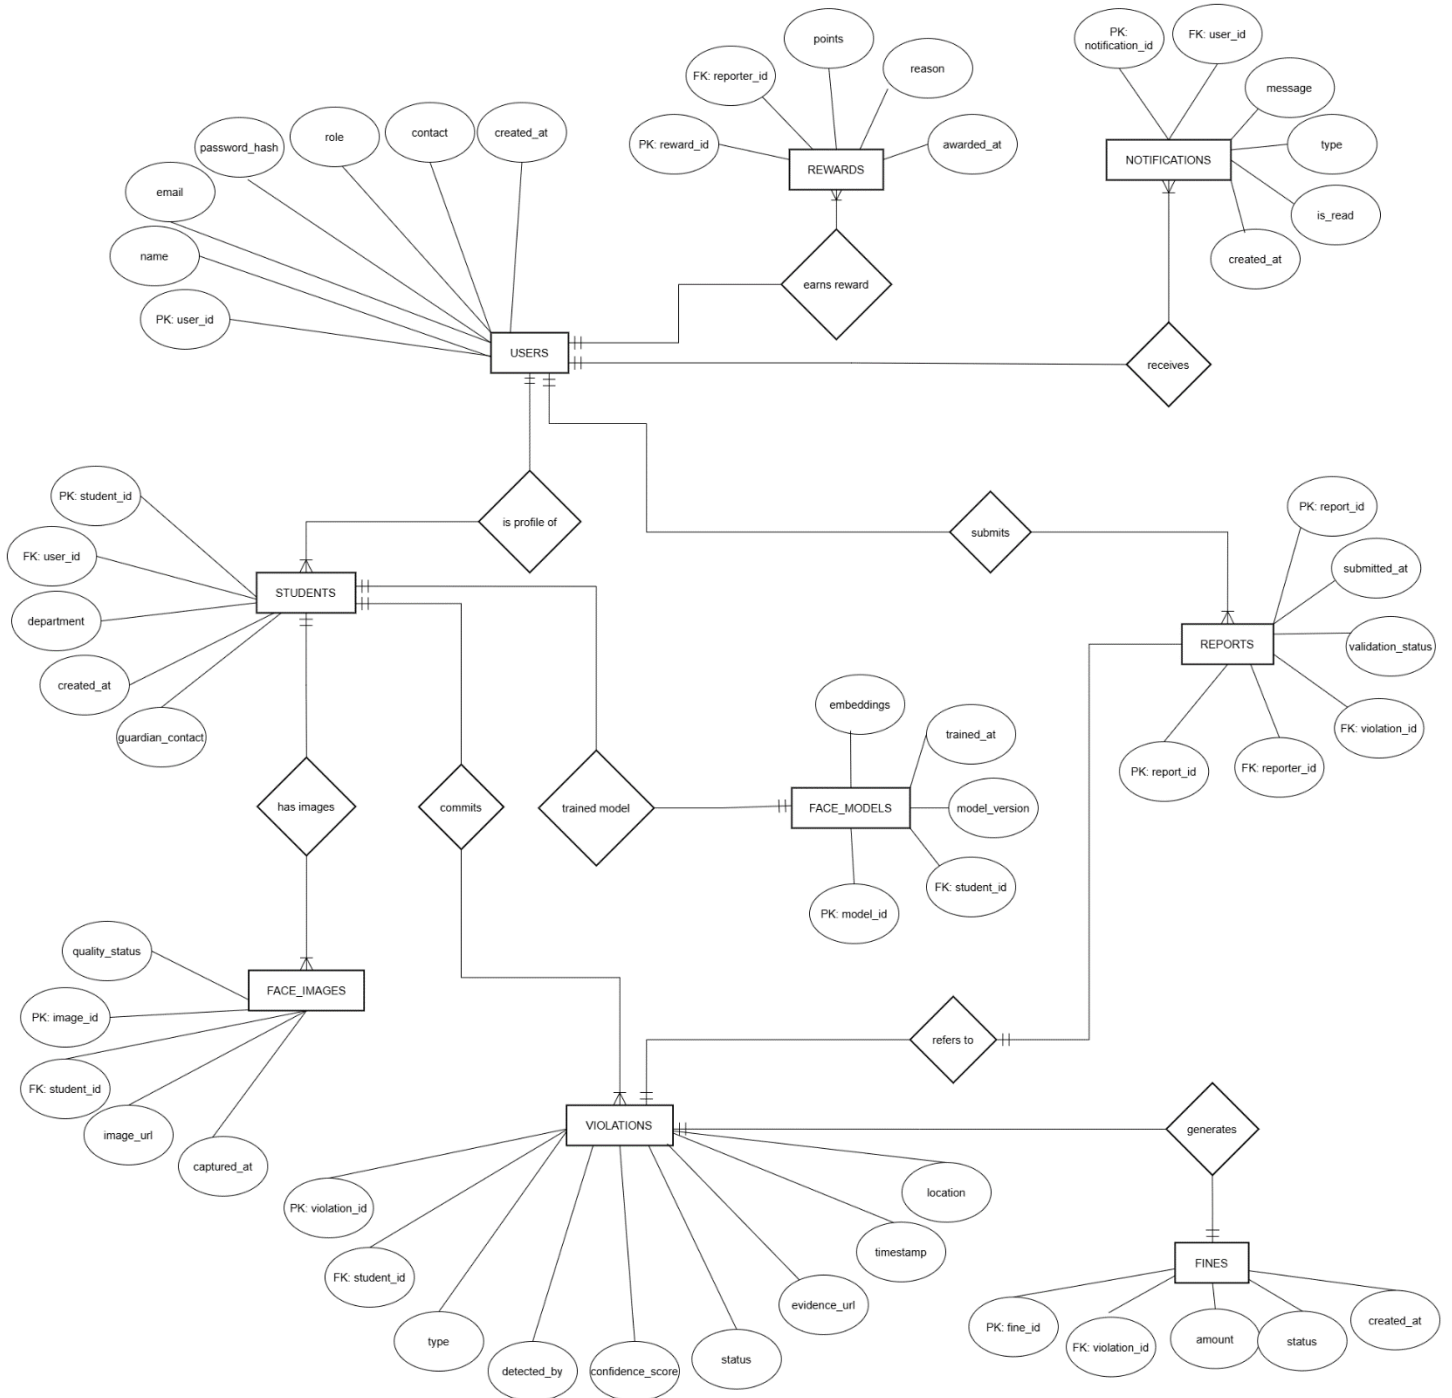 points
PK:
notification_id
FK: user_id
FK: reporter_id
reason
message
password_hash
role
contact
created_at
PK: reward_id
REWARDS
awarded_at
NOTIFICATIONS
type
email
is_read
name
created_at
PK: user_id
earns reward
USERS
receives
PK: student_id
is profile of
submits
PK: report_id
FK: user_id
submitted_at
STUDENTS
department
REPORTS
validation_status
created_at
guardian_contact
embeddings
trained_at
FK: violation_id
PK: report_id
FK: reporter_id
has images
commits
trained model
FACE_MODELS
model_version
FK: student_id
PK: model_id
quality_status
FACE_IMAGES
PK: image_id
refers to
FK: student_id
image_url
captured_at
VIOLATIONS
generates
PK: violation_id
location
FK: student_id
timestamp
FINES
evidence_url
PK: fine_id
FK: violation_id
amount
status
created_at
type
detected_by
confidence_score
status